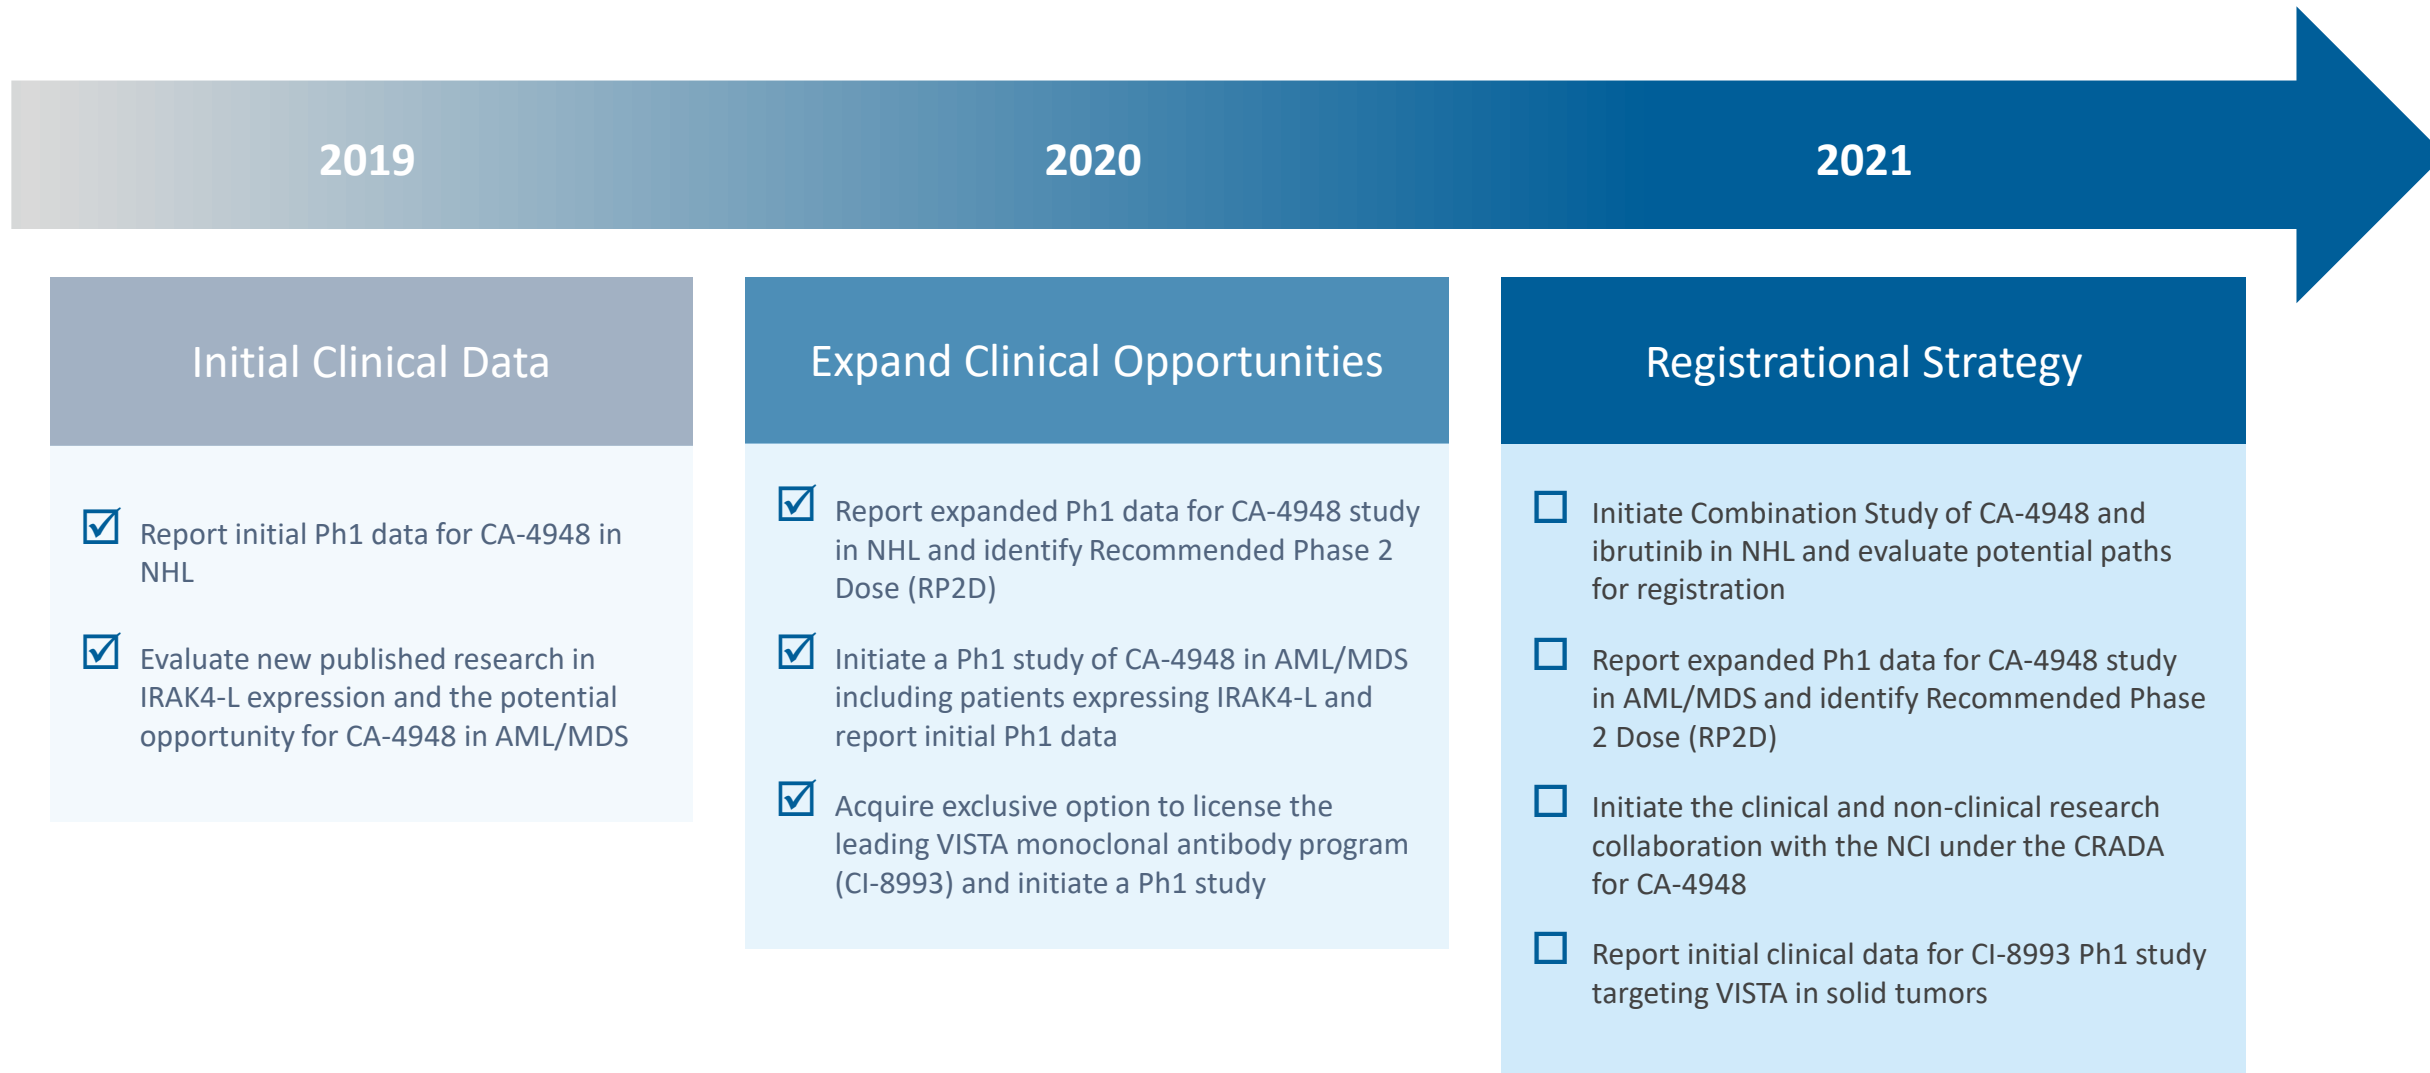 2019
2020
2021
Initial Clinical Data
Report initial Ph1 data for CA-4948 in
NHL
Evaluate new published research in
IRAK4-L expression and the potential
opportunity for CA-4948 in AML/MDS
Expand Clinical Opportunities
Report expanded Ph1 data for CA-4948 study
in NHL and identify Recommended Phase 2
Dose (RP2D)
Initiate a Ph1 study of CA-4948 in AML/MDS
including patients expressing IRAK4-L and
report initial Ph1 data
Acquire exclusive option to license the
leading VISTA monoclonal antibody program
(CI-8993) and initiate a Ph1 study
Registrational Strategy
Initiate Combination Study of CA-4948 and
ibrutinib in NHL and evaluate potential paths
for registration
Report expanded Ph1 data for CA-4948 study
in AML/MDS and identify Recommended Phase
2 Dose (RP2D)
Initiate the clinical and non-clinical research
collaboration with the NCI under the CRADA
for CA-4948
Report initial clinical data for CI-8993 Ph1 study
targeting VISTA in solid tumors